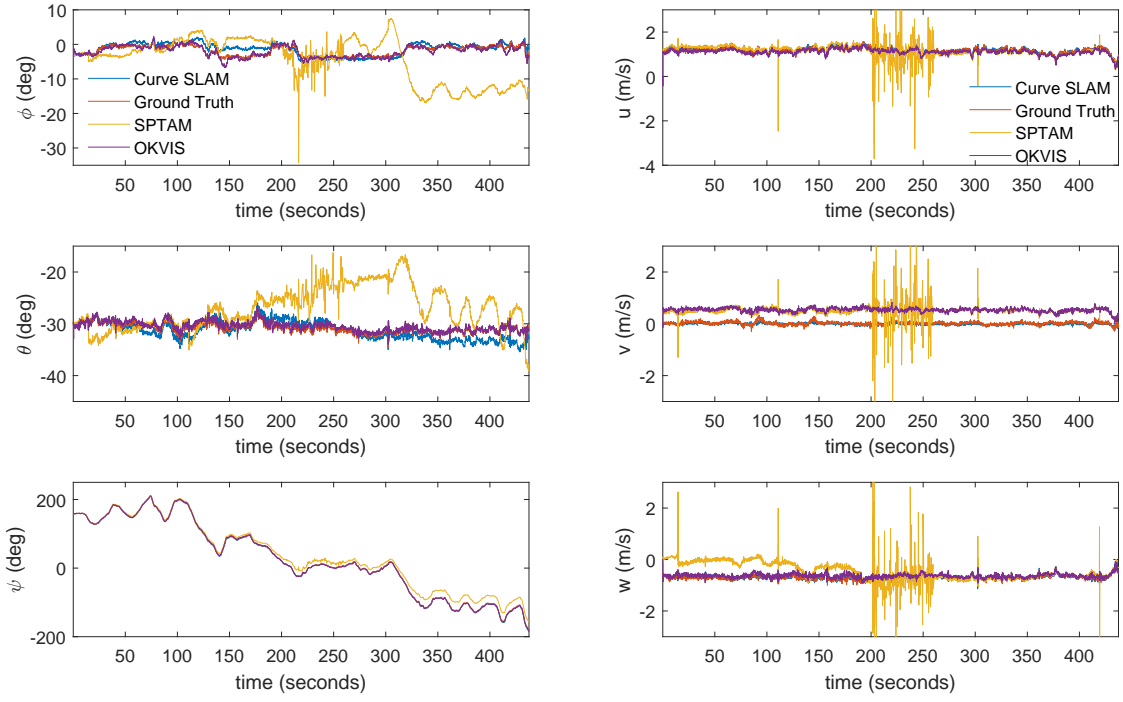 10
0
-10
-20
-30
φ (deg)
Curve SLAM
Ground Truth
SPTAM
OKVIS
50 100 150 200 250 300 350 400
time (seconds)
2
0
-2
-4
u (m/s)
Curve SLAM
Ground Truth
SPTAM
OKVIS
50 100 150 200 250 300 350 400
time (seconds)
-20
-30
-40
θ (deg)
50 100 150 200 250 300 350 400
time (seconds)
2
0
-2
v (m/s)
50 100 150 200 250 300 350 400
time (seconds)
200
0
-200
ψ (deg)
50 100 150 200 250 300 350 400
time (seconds)
2
0
-2
w (m/s)
50 100 150 200 250 300 350 400
time (seconds)